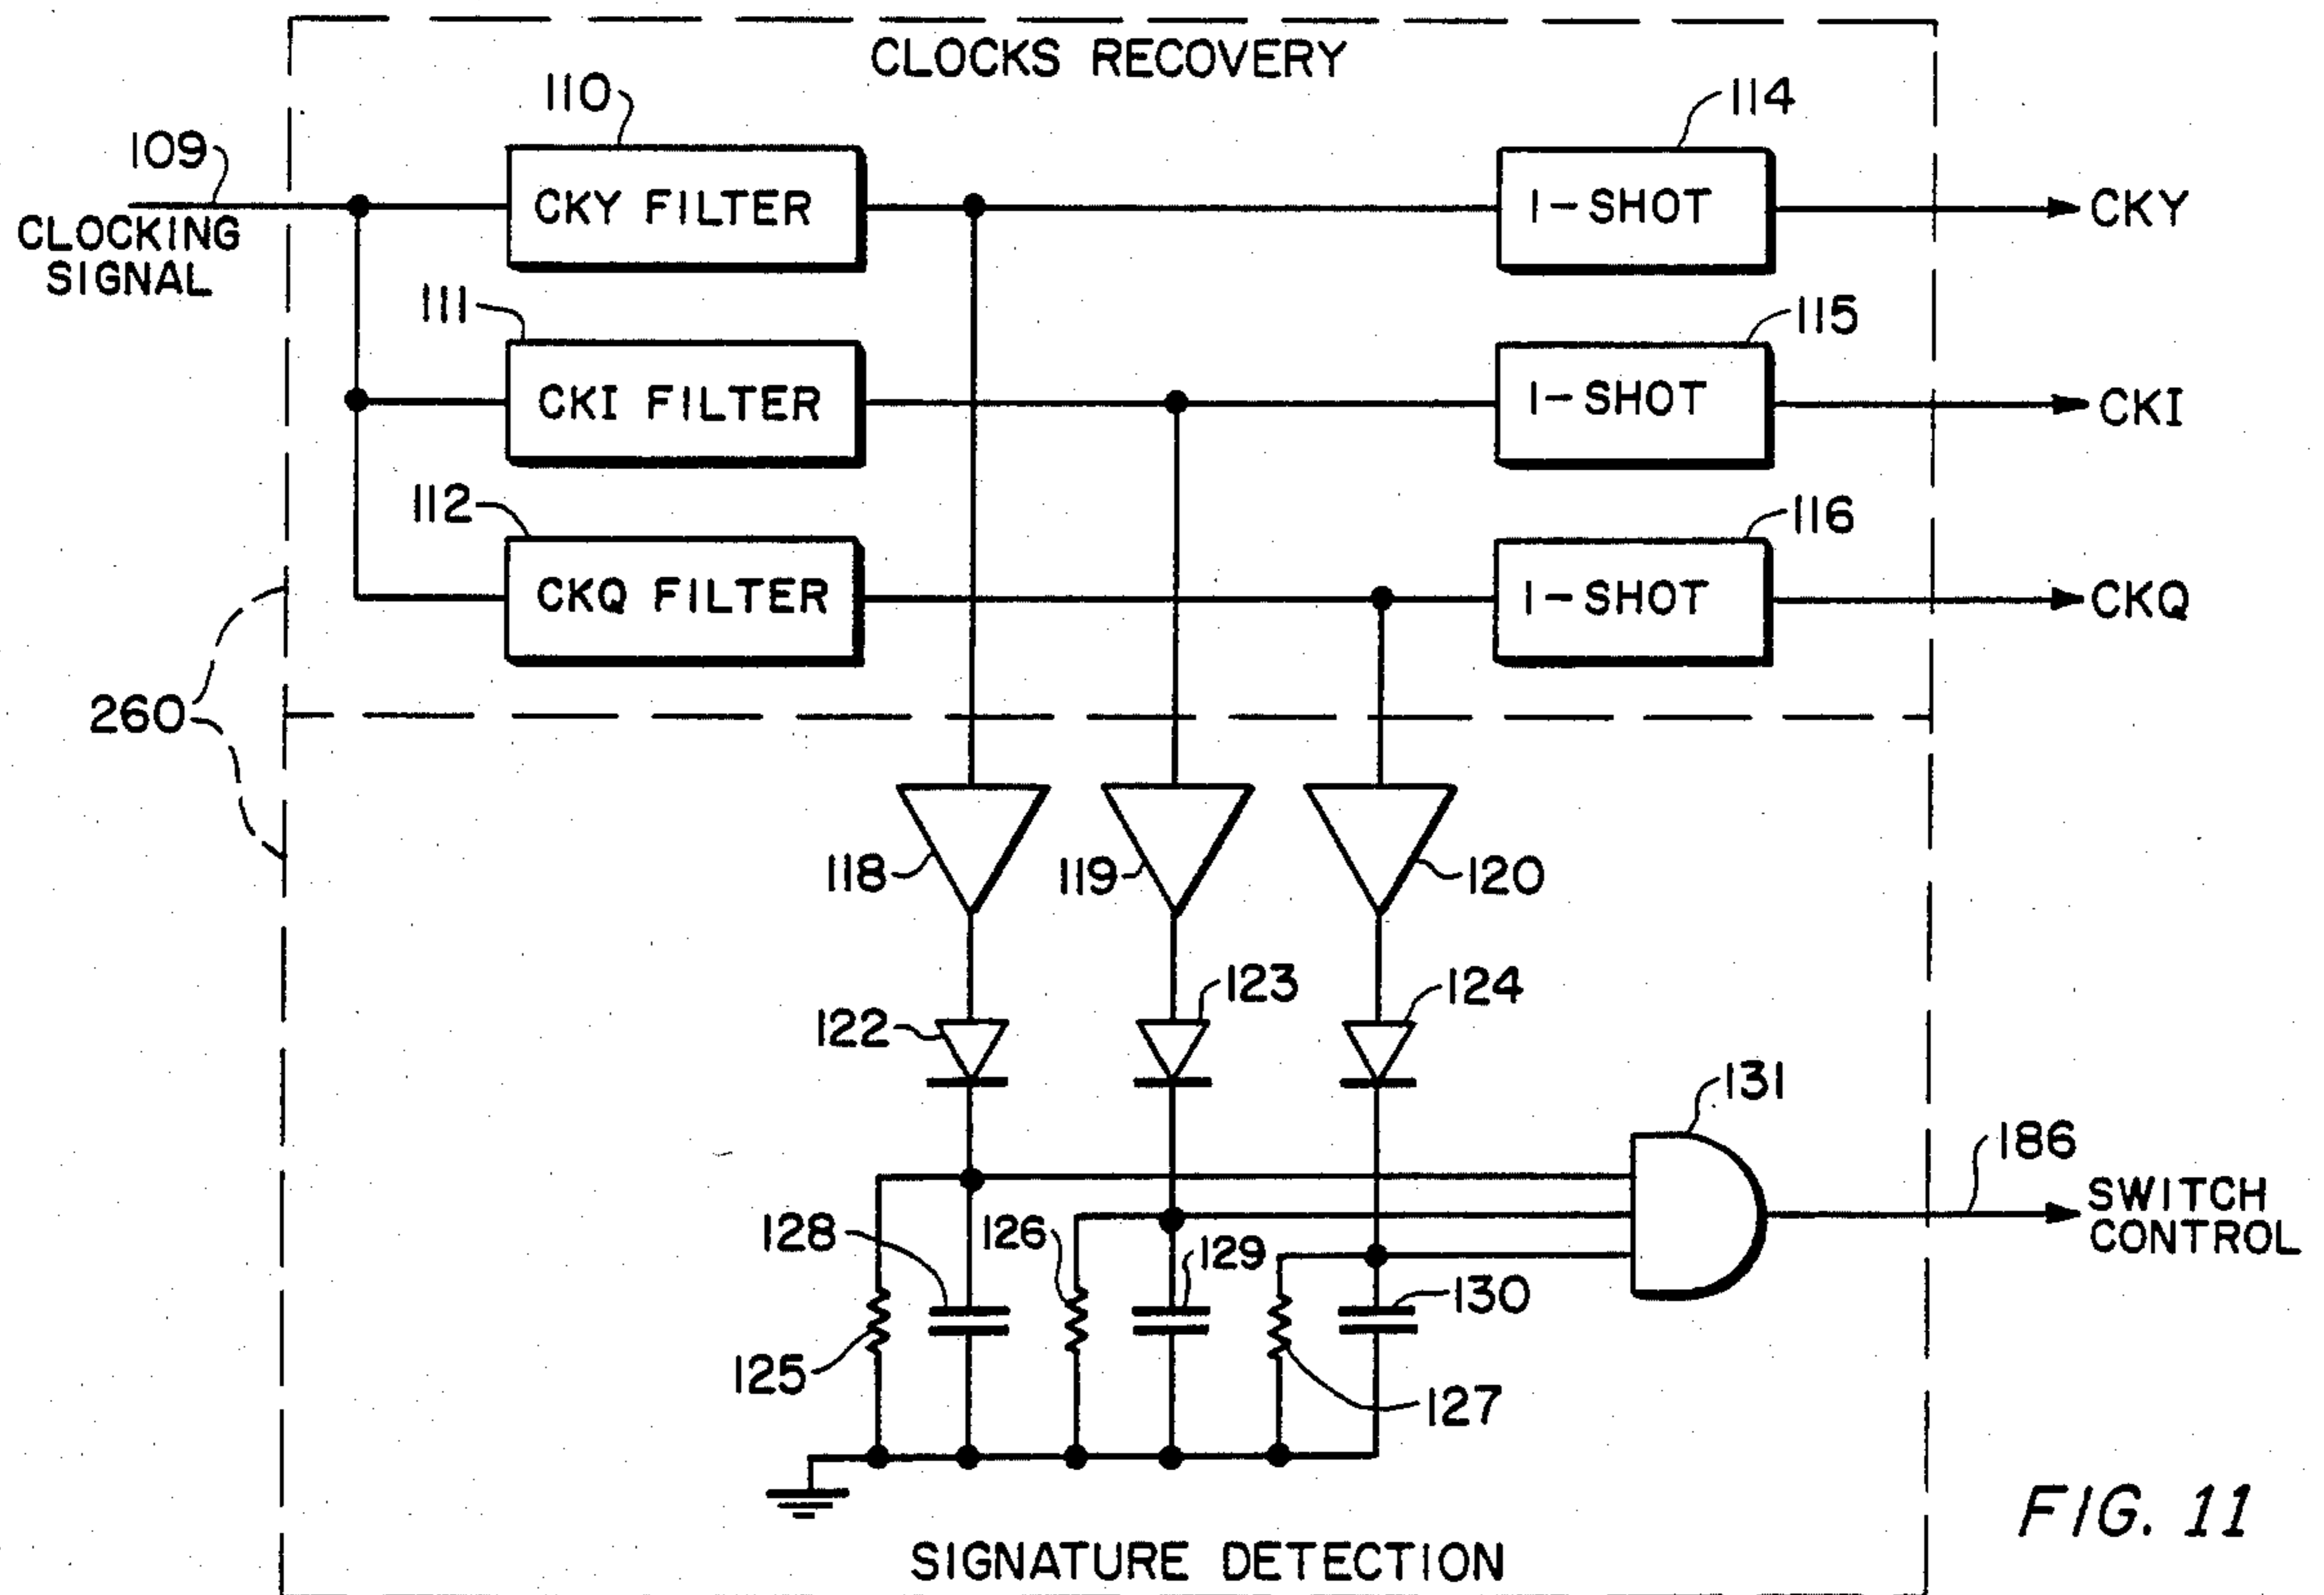 CLOCKS RECOVERY
110
114
109
CKY FILTER
1-SHOT
CKY
CLOCKING
SIGNAL
111
115
CKI FILTER
1-SHOT
CKI
112
116
CKQ FILTER
1-SHOT
CKQ
260
118
119
120
122
123
124
131
186
SWITCH
CONTROL
128
126
129
130
125
127
FIG. 11
SIGNATURE DETECTION